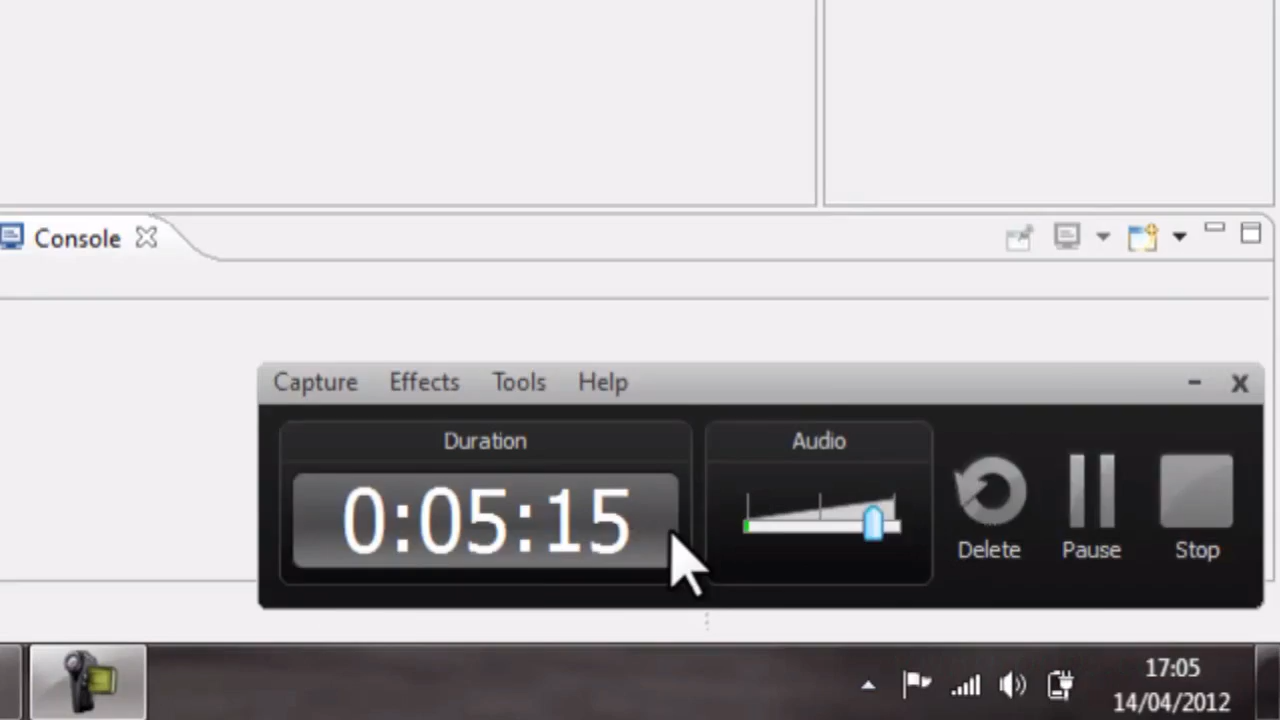 Console
Capture Effects Tools Help
Duration
Audio
0:05:15
Delete Pause Stop
17:05
14/04/2012